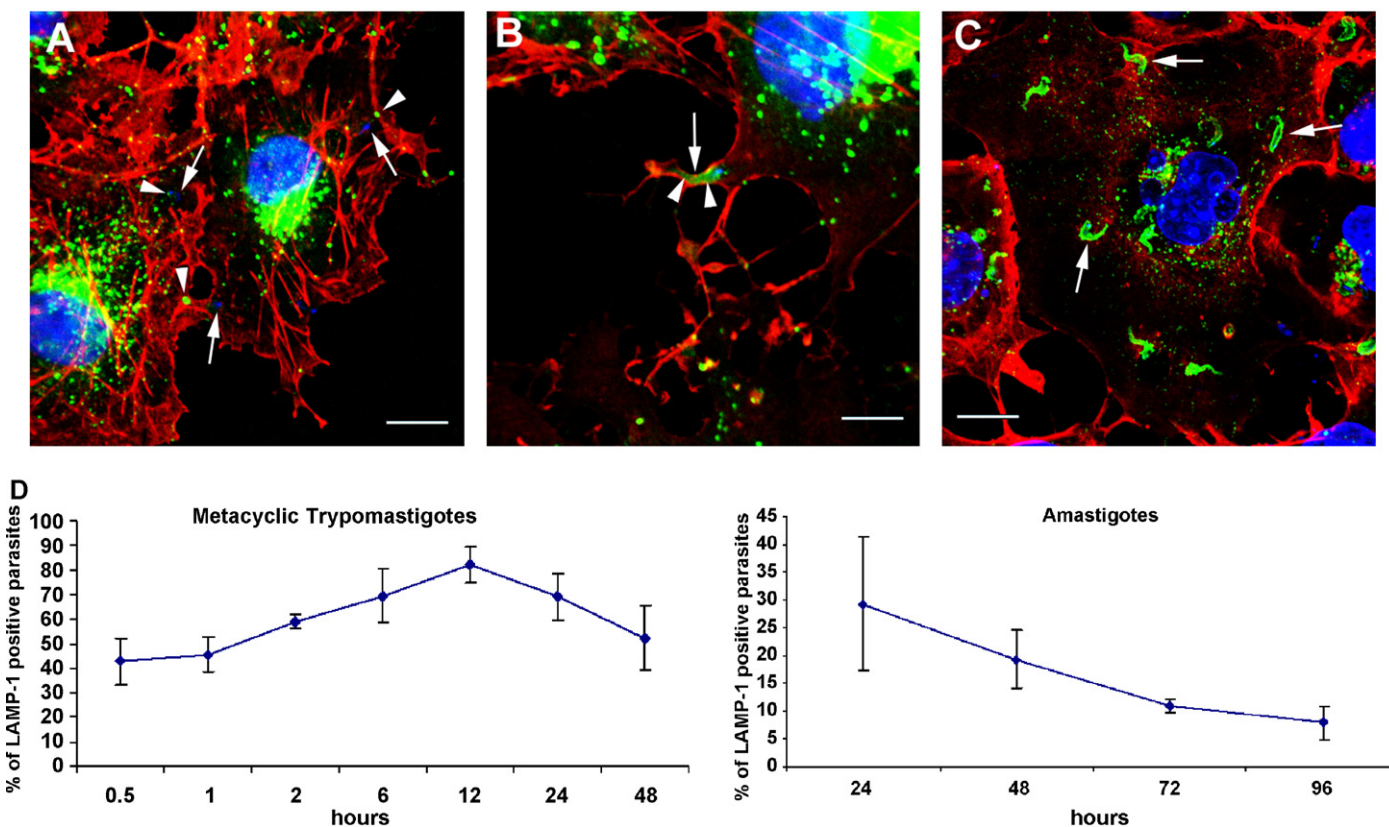 A
B
C
D
Metacyclic Trypomastigotes
% of LAMP-1 positive parasites
100
90
80
70
60
50
40
30
20
10
0
0.5 1 2 6 12 24 48
hours
Amastigotes
% of LAMP-1 positive parasites
45
40
35
30
25
20
15
10
5
0
24 48 72 96
hours